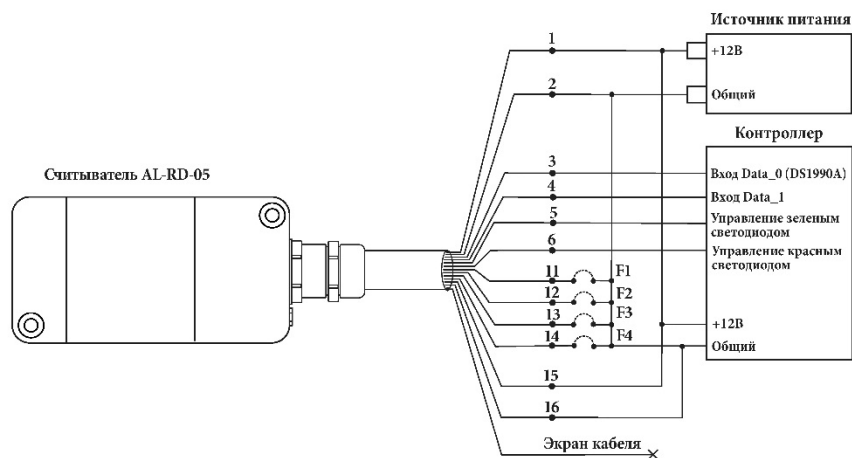 Источник питания
1
+12В
2
Общий
Контроллер
Считыватель AL-RD-05
3
Вход Data_0 (DS1990A)
4
Вход Data_1
5
Управление зеленым
светодиодом
6
Управление красным
светодиодом
11
F1
12
F2
13
F3
+12В
14
F4
Общий
15
16
Экран кабеля